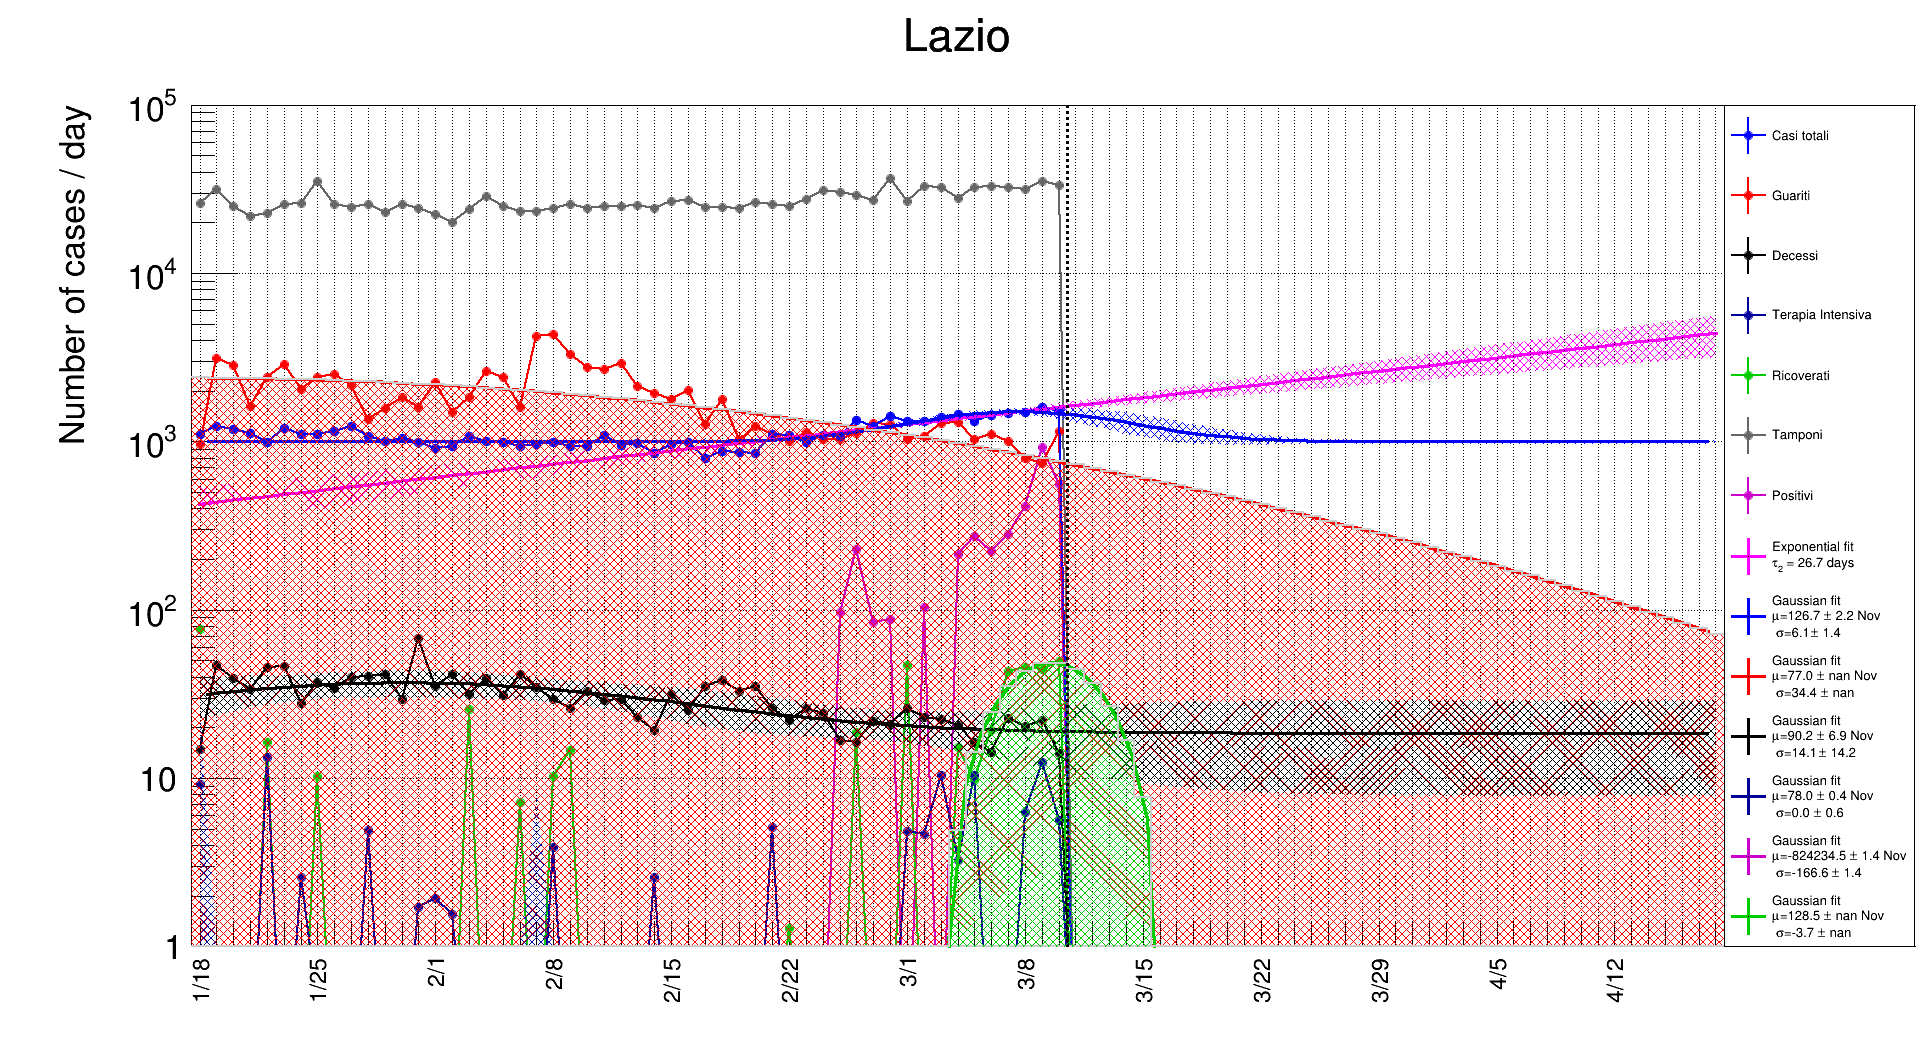 Lazio
Number of cases / day
10^5
10^4
10^3
10^2
10
1
1/18
1/25
2/1
2/8
2/15
2/22
3/1
3/8
3/15
3/22
3/29
4/5
4/12
Casi totali
Guariti
Decessi
Terapia Intensiva
Ricoverati
Tamponi
Positivi
Exponential fit
τ₂ = 26.7 days
Gaussian fit
μ=126.7 ± 2.2 Nov
σ=6.1± 1.4
Gaussian fit
μ=77.0 ± nan Nov
σ=34.4 ± nan
Gaussian fit
μ=90.2 ± 6.9 Nov
σ=14.1± 14.2
Gaussian fit
μ=78.0 ± 0.4 Nov
σ=0.0 ± 0.6
Gaussian fit
μ=-824234.5 ± 1.4 Nov
σ=-166.6 ± 1.4
Gaussian fit
μ=128.5 ± nan Nov
σ=-3.7 ± nan